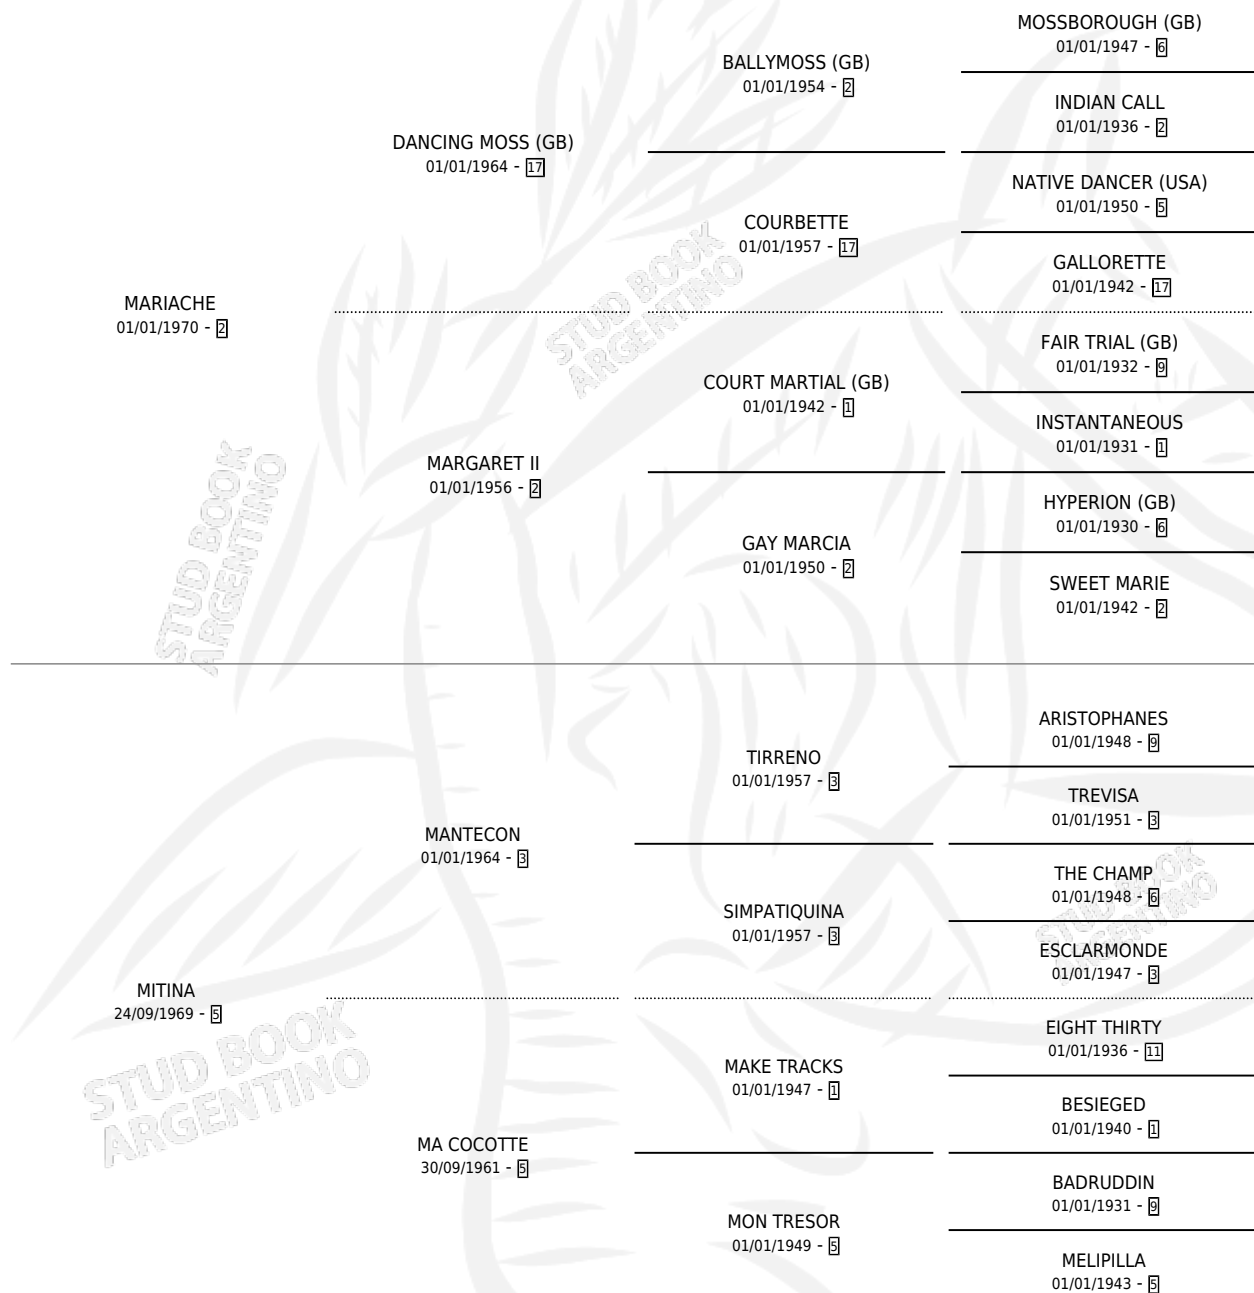 MOSSBOROUGH (GB)
01/01/1947 - 6
BALLYMOSS (GB)
01/01/1954 - 2
INDIAN CALL
01/01/1936 - 2
DANCING MOSS (GB)
01/01/1964 - 17
NATIVE DANCER (USA)
01/01/1950 - 5
COURBETTE
01/01/1957 - 17
GALLORETTE
01/01/1942 - 17
MARIACHE
01/01/1970 - 2
FAIR TRIAL (GB)
01/01/1932 - 9
COURT MARTIAL (GB)
01/01/1942 - 1
INSTANTANEOUS
01/01/1931 - 1
MARGARET II
01/01/1956 - 2
HYPERION (GB)
01/01/1930 - 6
GAY MARCIA
01/01/1950 - 2
SWEET MARIE
01/01/1942 - 2
ARISTOPHANES
01/01/1948 - 9
TIRRENO
01/01/1957 - 3
TREVISA
01/01/1951 - 3
MANTECON
01/01/1964 - 3
THE CHAMP
01/01/1948 - 6
SIMPATIQUINA
01/01/1957 - 3
ESCLARMONDE
01/01/1947 - 3
MITINA
24/09/1969 - 5
EIGHT THIRTY
01/01/1936 - 11
MAKE TRACKS
01/01/1947 - 1
BESIEGED
01/01/1940 - 1
MA COCOTTE
30/09/1961 - 5
BADRUDDIN
01/01/1931 - 9
MON TRESOR
01/01/1949 - 5
MELIPILLA
01/01/1943 - 5
STUD BOOK
ARGENTINO
STUD BOOK
ARGENTINO
STUD BOOK
ARGENTINO
STUD BOOK
ARGENTINO